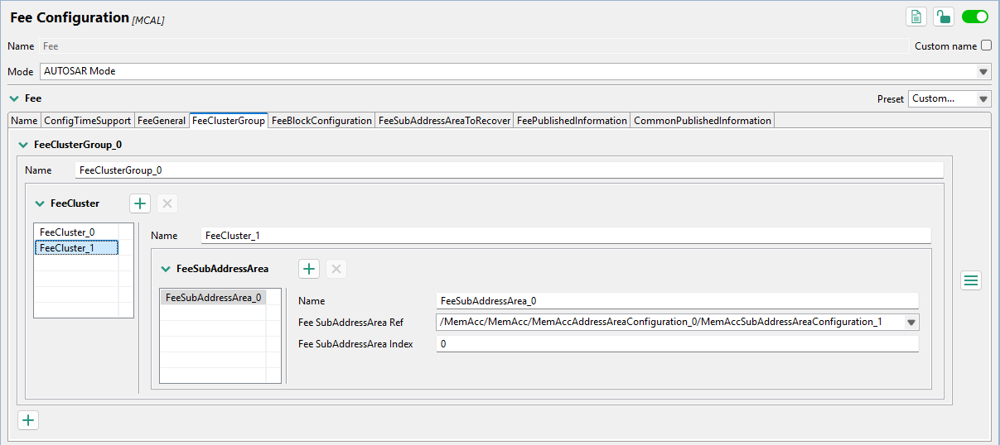 Fee Configuration [MCAL]
Name Fee Custom name
Mode AUTOSAR Mode
Fee Preset Custom...
Name ConfigTimeSupport FeeGeneral FeeClusterGroup FeeBlockConfiguration FeeSubAddressAreaToRecover FeePublishedInformation CommonPublishedInformation
FeeClusterGroup_0
Name FeeClusterGroup_0
FeeCluster
FeeCluster_0
FeeCluster_1
Name FeeCluster_1
FeeSubAddressArea
FeeSubAddressArea_0
Name FeeSubAddressArea_0
Fee SubAddressArea Ref /MemAcc/MemAcc/MemAccAddressAreaConfiguration_0/MemAccSubAddressAreaConfiguration_1
Fee SubAddressArea Index 0